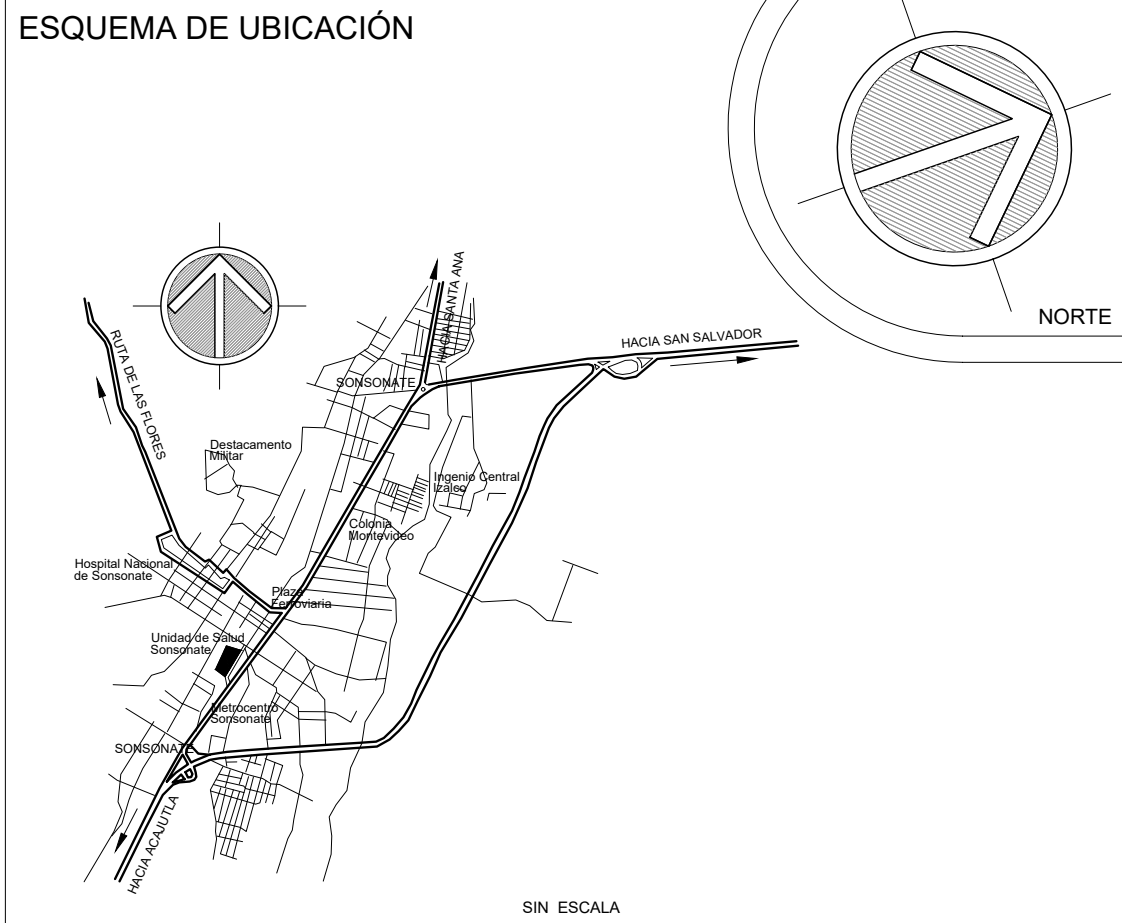 ESQUEMA DE UBICACIÓN
NORTE
HACIA SANTA ANA
HACIA SAN SALVADOR
RUTA DE LAS FLORES
SONSONATE
Destacamento
Militar
Ingenio Central
Izalco
Colonia
Montevideo
Hospital Nacional
de Sonsonate
Plaza
Ferroviaria
Unidad de Salud
Sonsonate
Metrocentro
Sonsonate
SONSONATE
HACIA ACAJUTLA
SIN ESCALA